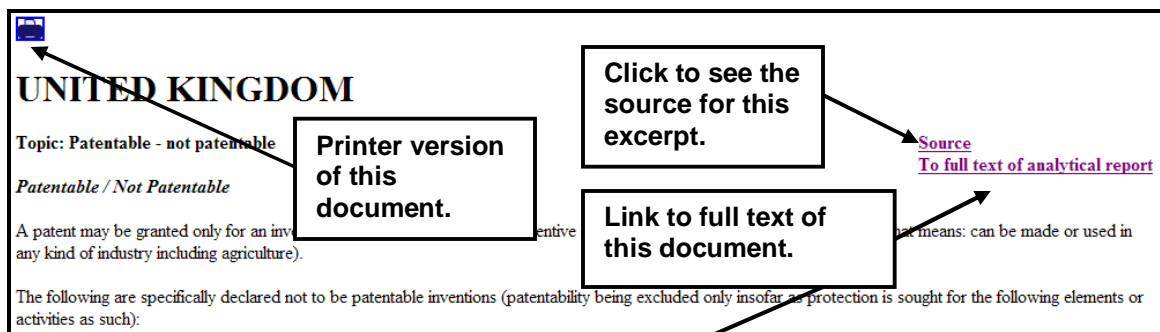 UNITED KINGDOM
Click to see the
source for this
excerpt.
Topic: Patentable - not patentable
Printer version
of this
document.
Source
To full text of analytical report
Patentable / Not Patentable
Link to full text of
this document.
A patent may be granted only for an means: can be made or used in
any kind of industry including agriculture).
The following are specifically declared not to be patentable inventions (patentability being excluded only insofar as protection is sought for the following elements or
activities as such):